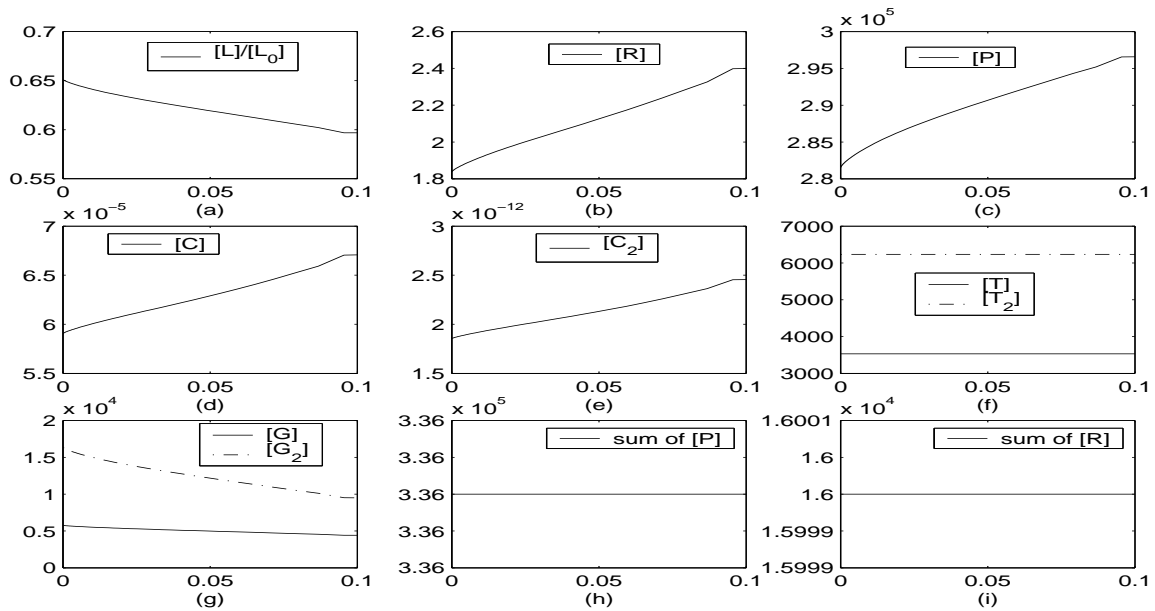 0.7
0.65
0.6
0.55
[L]/[L0]
0 0.05 0.1
(a)
2.6
2.4
2.2
2
1.8
[R]
0 0.05 0.1
(b)
x 10^5
3
2.95
2.9
2.85
2.8
[P]
0 0.05 0.1
(c)
x 10^−5
7
6.5
6
5.5
[C]
0 0.05 0.1
(d)
x 10^−12
3
2.5
2
1.5
[C2]
0 0.05 0.1
(e)
7000
6000
5000
4000
3000
[T]
[T2]
0 0.05 0.1
(f)
x 10^4
2
1.5
1
0.5
0
[G]
[G2]
0 0.05 0.1
(g)
x 10^5
3.36
3.36
3.36
3.36
3.36
sum of [P]
0 0.05 0.1
(h)
x 10^4
1.6001
1.6
1.6
1.5999
1.5999
sum of [R]
0 0.05 0.1
(i)